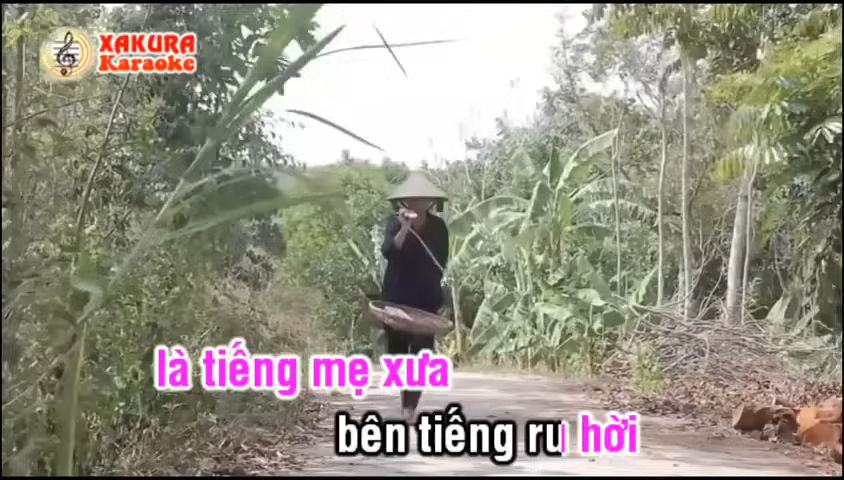 XAKURA
Karaoke
là tiếng mẹ xưa
bên tiếng ru hời